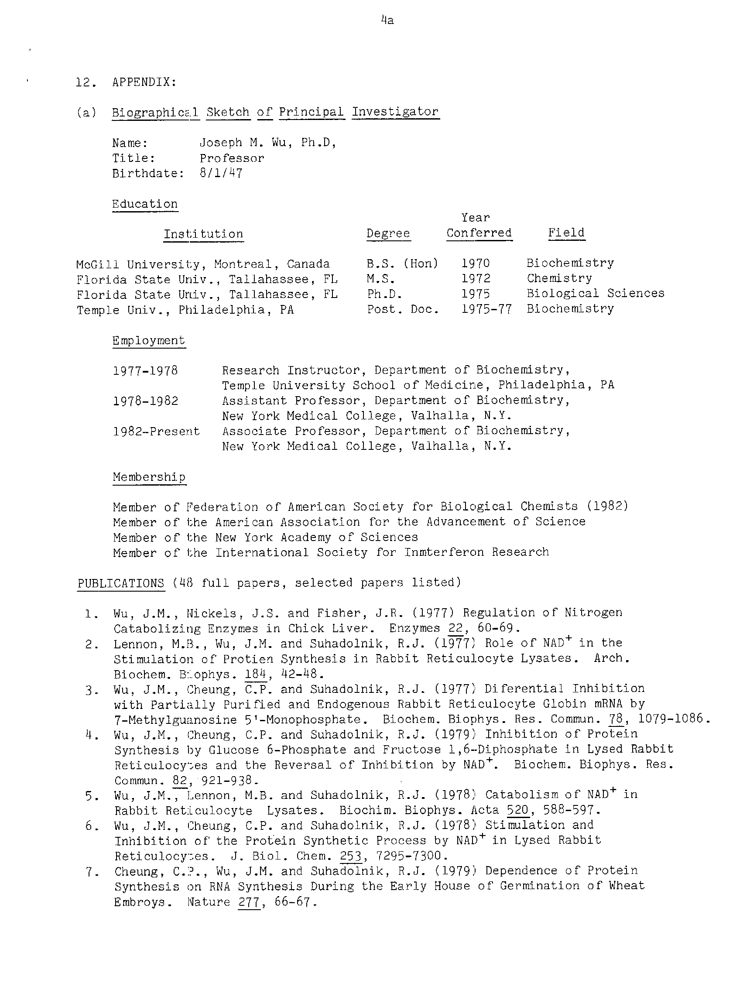 4a
12. APPENDIX:
(a) Biographical Sketch of Principal Investigator
Name: Joseph M. Wu, Ph.D,
Title: Professor
Birthdate: 8/1/47
Education
Institution Degree Year Conferred Field
McGill University, Montreal, Canada B.S. (Hon) 1970 Biochemistry
Florida State Univ., Tallahassee, FL M.S. 1972 Chemistry
Florida State Univ., Tallahassee, FL Ph.D. 1975 Biological Sciences
Temple Univ., Philadelphia, PA Post. Doc. 1975-77 Biochemistry
Employment
1977-1978 Research Instructor, Department of Biochemistry,
Temple University School of Medicine, Philadelphia, PA
1978-1982 Assistant Professor, Department of Biochemistry,
New York Medical College, Valhalla, N.Y.
1982-Present Associate Professor, Department of Biochemistry,
New York Medical College, Valhalla, N.Y.
Membership
Member of Federation of American Society for Biological Chemists (1982)
Member of the American Association for the Advancement of Science
Member of the New York Academy of Sciences
Member of the International Society for Inmterferon Research
PUBLICATIONS (48 full papers, selected papers listed)
1. Wu, J.M., Nickels, J.S. and Fisher, J.R. (1977) Regulation of Nitrogen
Catabolizing Enzymes in Chick Liver. Enzymes 22, 60-69.
2. Lennon, M.B., Wu, J.M. and Suhadolnik, R.J. (1977) Role of NAD+ in the
Stimulation of Protien Synthesis in Rabbit Reticulocyte Lysates. Arch.
Biochem. Biophys. 184, 42-48.
3. Wu, J.M., Cheung, C.P. and Suhadolnik, R.J. (1977) Diferential Inhibition
with Partially Purified and Endogenous Rabbit Reticulocyte Globin mRNA by
7-Methylguanosine 5'-Monophosphate. Biochem. Biophys. Res. Commun. 78, 1079-1086.
4. Wu, J.M., Cheung, C.P. and Suhadolnik, R.J. (1979) Inhibition of Protein
Synthesis by Glucose 6-Phosphate and Fructose 1,6-Diphosphate in Lysed Rabbit
Reticulocytes and the Reversal of Inhibition by NAD+. Biochem. Biophys. Res.
Commun. 82, 921-938.
5. Wu, J.M., Lennon, M.B. and Suhadolnik, R.J. (1978) Catabolism of NAD+ in
Rabbit Reticulocyte Lysates. Biochim. Biophys. Acta 520, 588-597.
6. Wu, J.M., Cheung, C.P. and Suhadolnik, R.J. (1978) Stimulation and
Inhibition of the Protein Synthetic Process by NAD+ in Lysed Rabbit
Reticulocytes. J. Biol. Chem. 253, 7295-7300.
7. Cheung, C.P., Wu, J.M. and Suhadolnik, R.J. (1979) Dependence of Protein
Synthesis on RNA Synthesis During the Early House of Germination of Wheat
Embroys. Nature 277, 66-67.